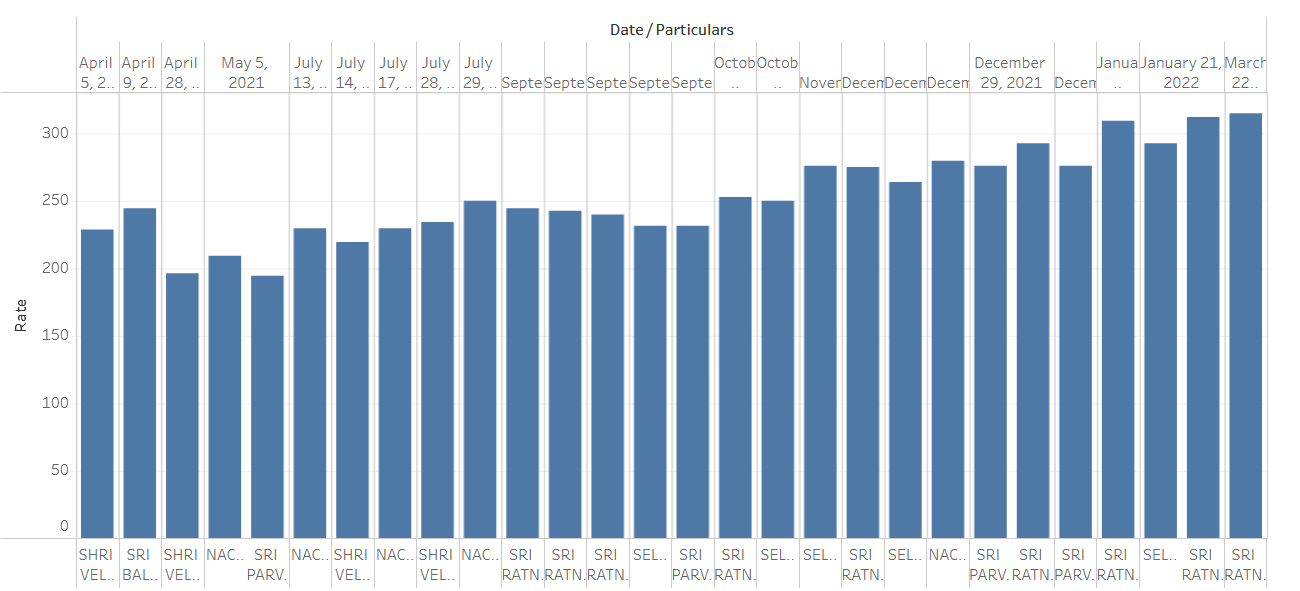 Date / Particulars
April April April May 5, July July July July July Octob Octob December Janua January 21, March
5, 2.. 9, 2.. 28, .. 2021 13, .. 14, .. 17, .. 28, .. 29, .. Septe Septe Septe Septe Septe .. .. Noven Decen Decen Decem 29, 2021 Decen .. 2022 22..
300
250
200
150
100
50
0
Rate
SHRI SRI SHRI NAC.. SRI NAC.. SHRI NAC.. SHRI NAC.. SRI SRI SRI SEL.. SRI SRI SEL.. SEL.. SRI SEL.. NAC.. SRI SRI SRI SRI SEL.. SRI SRI
VEL.. BAL.. VEL.. PARV. VEL.. VEL.. RATN. RATN. RATN. PARV. RATN. RATN. PARV. RATN. PARV. RATN. RATN. RATN.